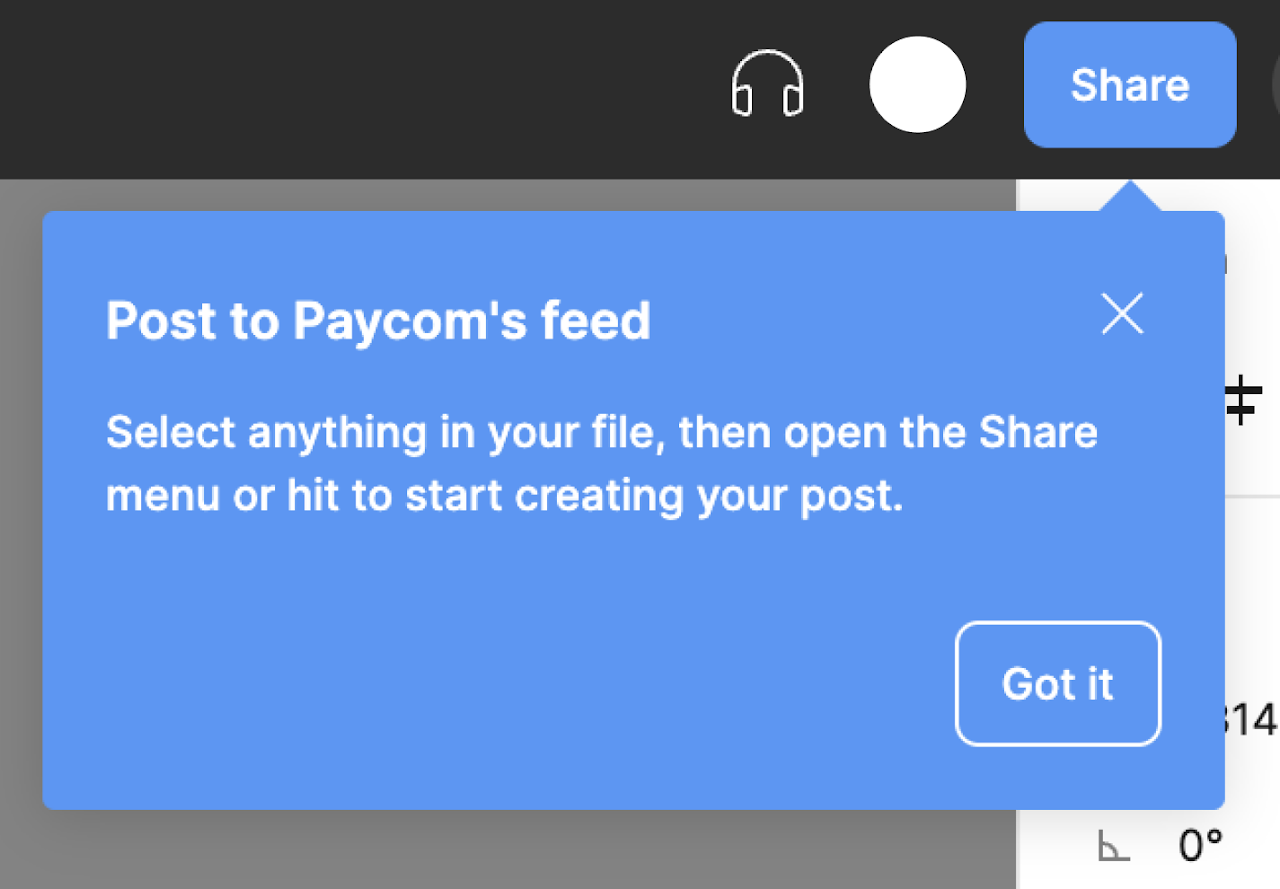 Share
Post to Paycom's feed
Select anything in your file, then open the Share
menu or hit to start creating your post.
Got it
314
0°